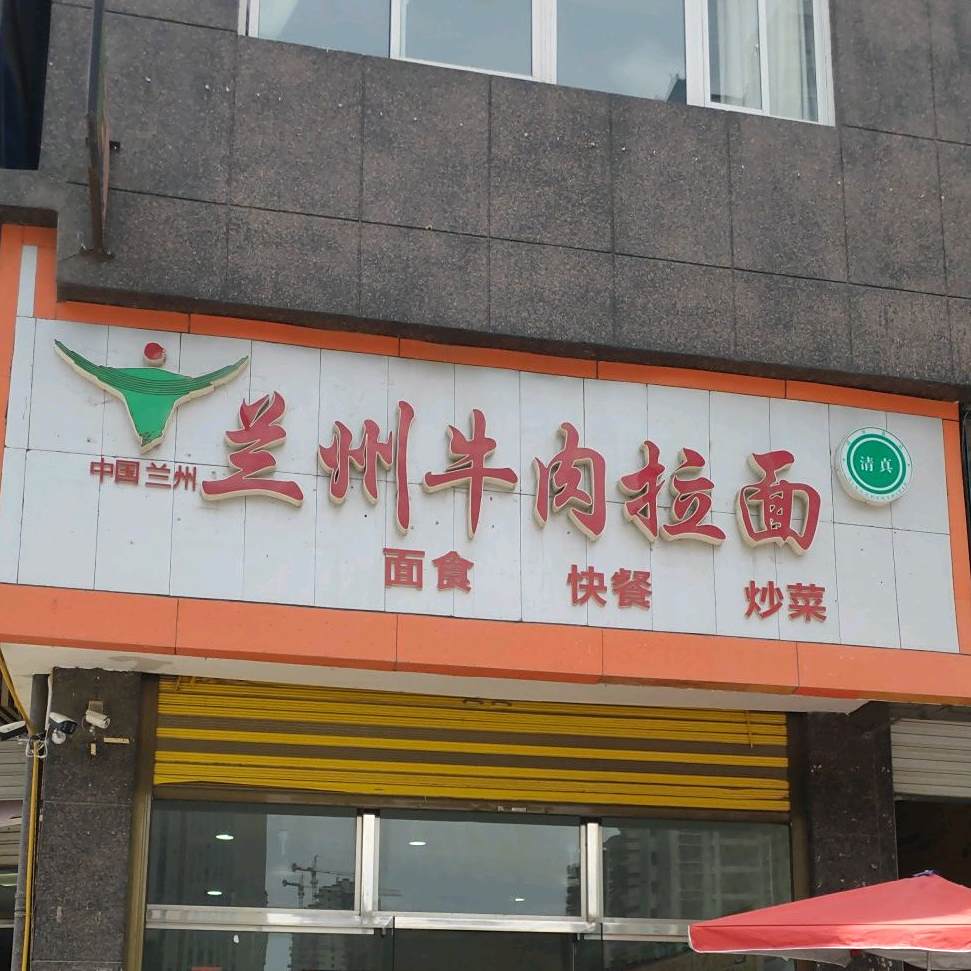 中国 兰州
兰州牛肉拉面
清真
面食 快餐 炒菜